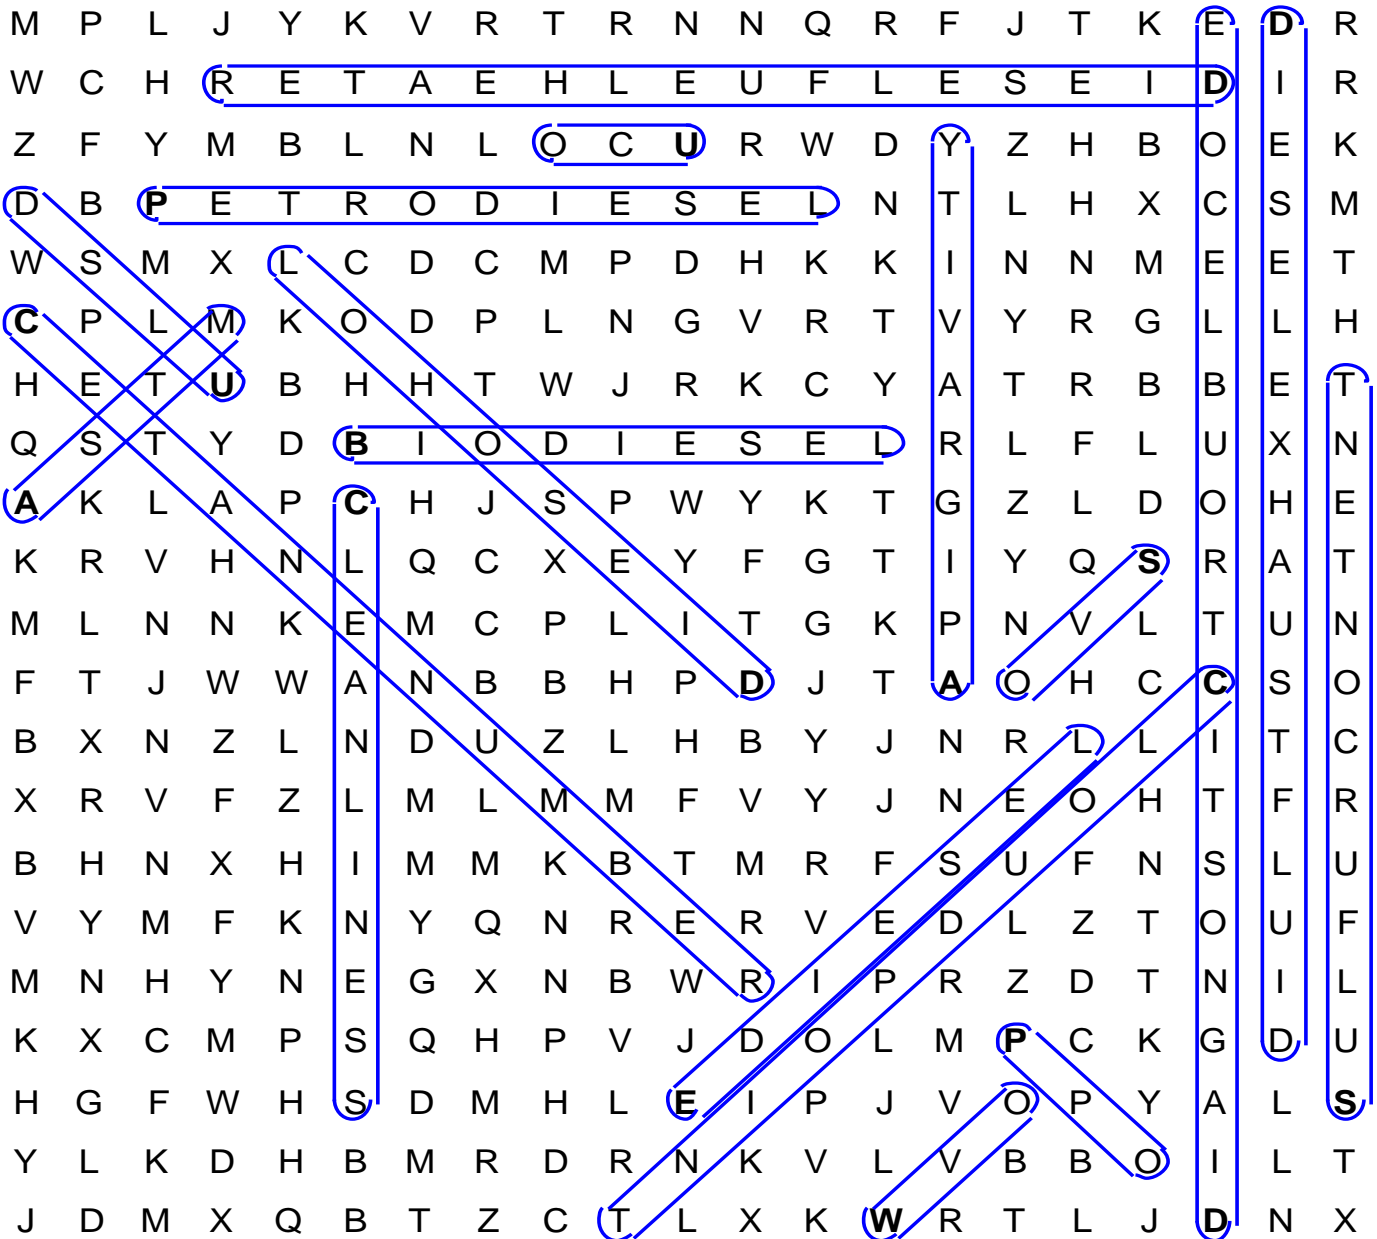 M P L J Y K V R T R N N Q R F J T K E D R
W C H R E T A E H L E U F L E S E I D I R
Z F Y M B L N L O C U R W D Y Z H B O E K
D B P E T R O D I E S E L N T L H X C S M
W S M X L C D C M P D H K K I N N M E E T
C P L M K O D P L N G V R T V Y R G L L H
H E T U B H H T W J R K C Y A T R B B E T
Q S T Y D B I O D I E S E L R L F L U X N
A K L A P C H J S P W Y K T G Z L D O H E
K R V H N L Q C X E Y F G T I Y Q S R A T
M L N N K E M C P L I T G K P N V L T U N
F T J W W A N B B H P D J T A O H C C S O
B X N Z L N D U Z L H B Y J N R L L I T C
X R V F Z L M L M M F V Y J N E O H T F R
B H N X H I M M K B T M R F S U F N S L U
V Y M F K N Y Q N R E R V E D L Z T O U F
M N H Y N E G X N B W R I P R Z D T N I L
K X C M P S Q H P V J D O L M P C K G D U
H G F W H S D M H L E I P J V O P Y A L S
Y L K D H B M R D R N K V L V B B O I L T
J D M X Q B T Z C T L X K W R T L J D N X